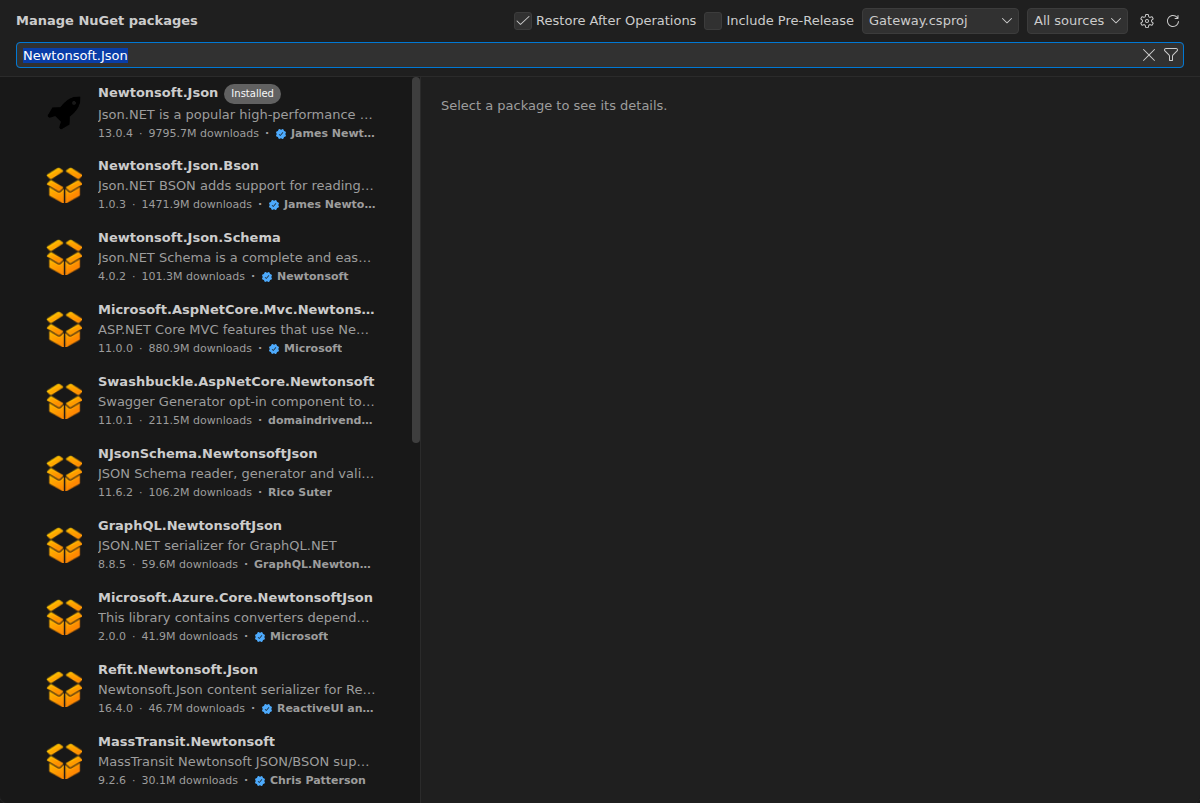 Manage NuGet packages
Restore After Operations
Include Pre-Release
Gateway.csproj
All sources
Newtonsoft.Json
Newtonsoft.Json Installed
Json.NET is a popular high-performance ...
13.0.4 · 9795.7M downloads · James Newt...
Select a package to see its details.
Newtonsoft.Json.Bson
Json.NET BSON adds support for reading...
1.0.3 · 1471.9M downloads · James Newto...
Newtonsoft.Json.Schema
Json.NET Schema is a complete and eas...
4.0.2 · 101.3M downloads · Newtonsoft
Microsoft.AspNetCore.Mvc.Newtons...
ASP.NET Core MVC features that use Ne...
11.0.0 · 880.9M downloads · Microsoft
Swashbuckle.AspNetCore.Newtonsoft
Swagger Generator opt-in component to...
11.0.1 · 211.5M downloads · domaindrivend...
NJsonSchema.NewtonsoftJson
JSON Schema reader, generator and vali...
11.6.2 · 106.2M downloads · Rico Suter
GraphQL.NewtonsoftJson
JSON.NET serializer for GraphQL.NET
8.8.5 · 59.6M downloads · GraphQL.Newton...
Microsoft.Azure.Core.NewtonsoftJson
This library contains converters depend...
2.0.0 · 41.9M downloads · Microsoft
Refit.Newtonsoft.Json
Newtonsoft.Json content serializer for Re...
16.4.0 · 46.7M downloads · ReactiveUI an...
MassTransit.Newtonsoft
MassTransit Newtonsoft JSON/BSON sup...
9.2.6 · 30.1M downloads · Chris Patterson